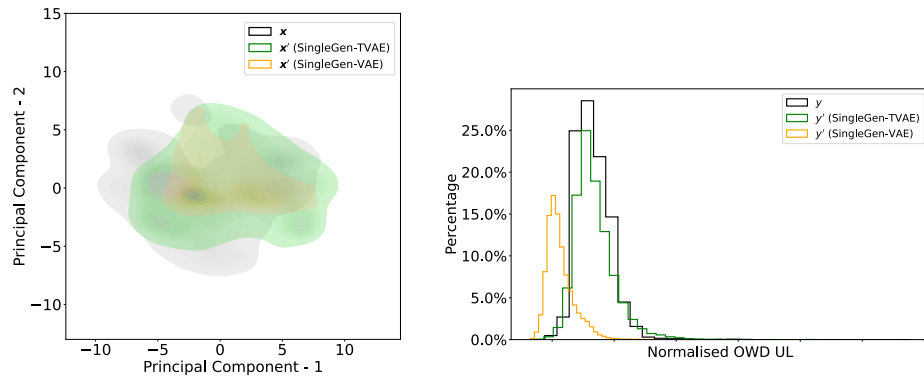 15
10
5
0
−5
−10
Principal Component - 2
−10 −5 0 5 10
Principal Component - 1
x
x′ (SingleGen-TVAE)
x′ (SingleGen-VAE)
25.0%
20.0%
15.0%
10.0%
5.0%
0.0%
Percentage
Normalised OWD UL
y
y′ (SingleGen-TVAE)
y′ (SingleGen-VAE)